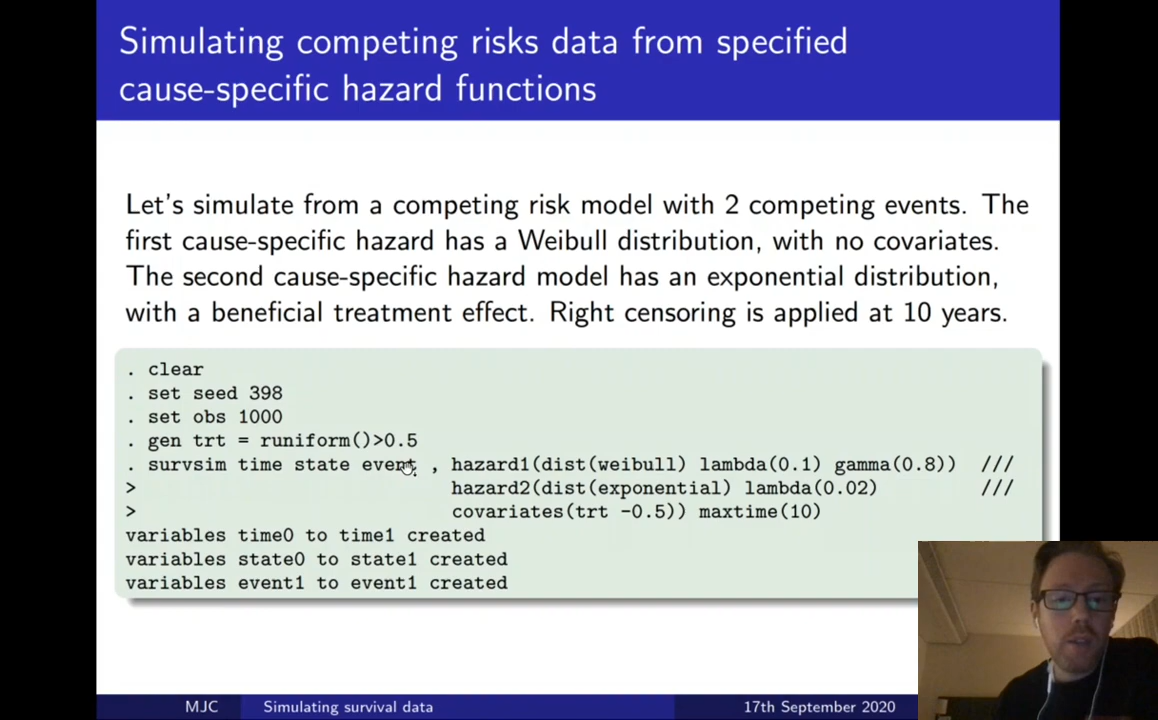 Simulating competing risks data from specified
cause-specific hazard functions
Let's simulate from a competing risk model with 2 competing events. The
first cause-specific hazard has a Weibull distribution, with no covariates.
The second cause-specific hazard model has an exponential distribution,
with a beneficial treatment effect. Right censoring is applied at 10 years.
. clear
. set seed 398
. set obs 1000
. gen trt = runiform()>0.5
. survsim time state event , hazard1(dist(weibull) lambda(0.1) gamma(0.8)) ///
> hazard2(dist(exponential) lambda(0.02) ///
> covariates(trt -0.5)) maxtime(10)
variables time0 to time1 created
variables state0 to state1 created
variables event1 to event1 created
MJC Simulating survival data 17th September 2020